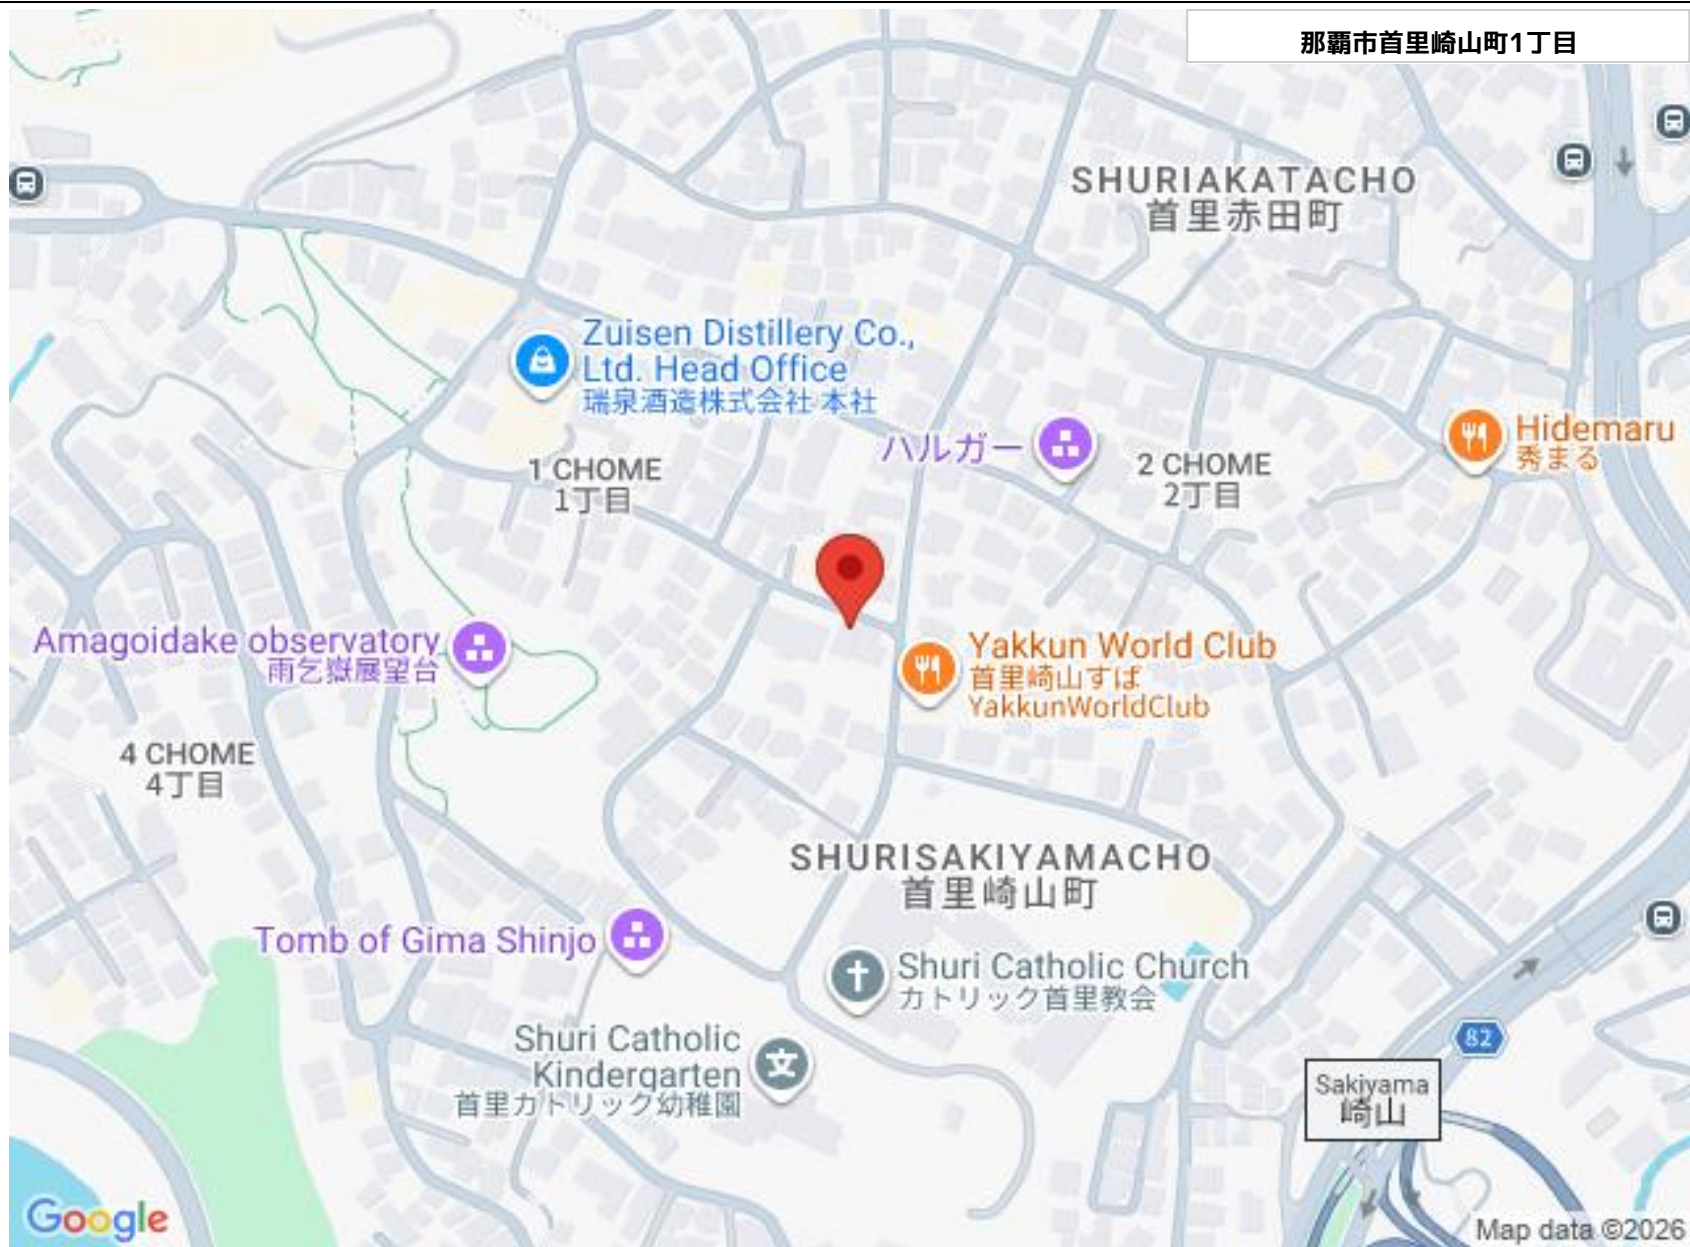 那覇市首里崎山町1丁目
SHURIAKATACHO
首里赤田町
Zuisen Distillery Co.,
Ltd. Head Office
瑞泉酒造株式会社 本社
ハルガー
Hidemaru
秀まる
1 CHOME
1丁目
2 CHOME
2丁目
Amagoidake observatory
雨乞嶽展望台
Yakkun World Club
首里崎山すば
YakkunWorldClub
4 CHOME
4丁目
SHURISAKIYAMACHO
首里崎山町
Tomb of Gima Shinjo
Shuri Catholic Church
カトリック首里教会
Shuri Catholic
Kindergarten
首里カトリック幼稚園
文
82
Sakiyama
崎山
Google
Map data ©2026